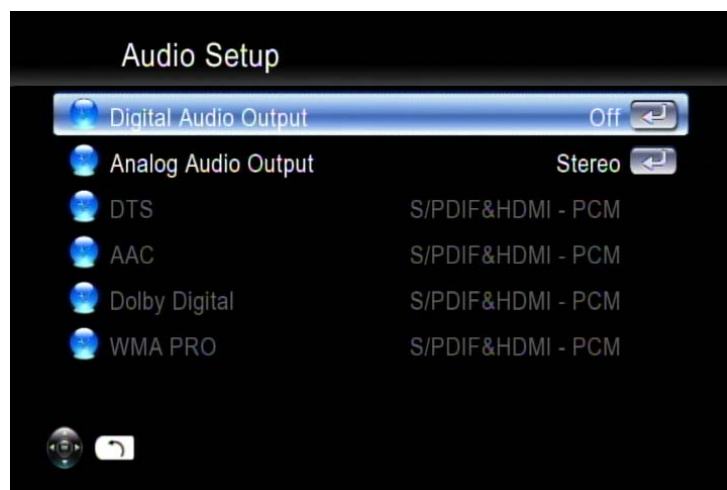 Audio Setup
Digital Audio Output Off
Analog Audio Output Stereo
DTS S/PDIF&HDMI - PCM
AAC S/PDIF&HDMI - PCM
Dolby Digital S/PDIF&HDMI - PCM
WMA PRO S/PDIF&HDMI - PCM